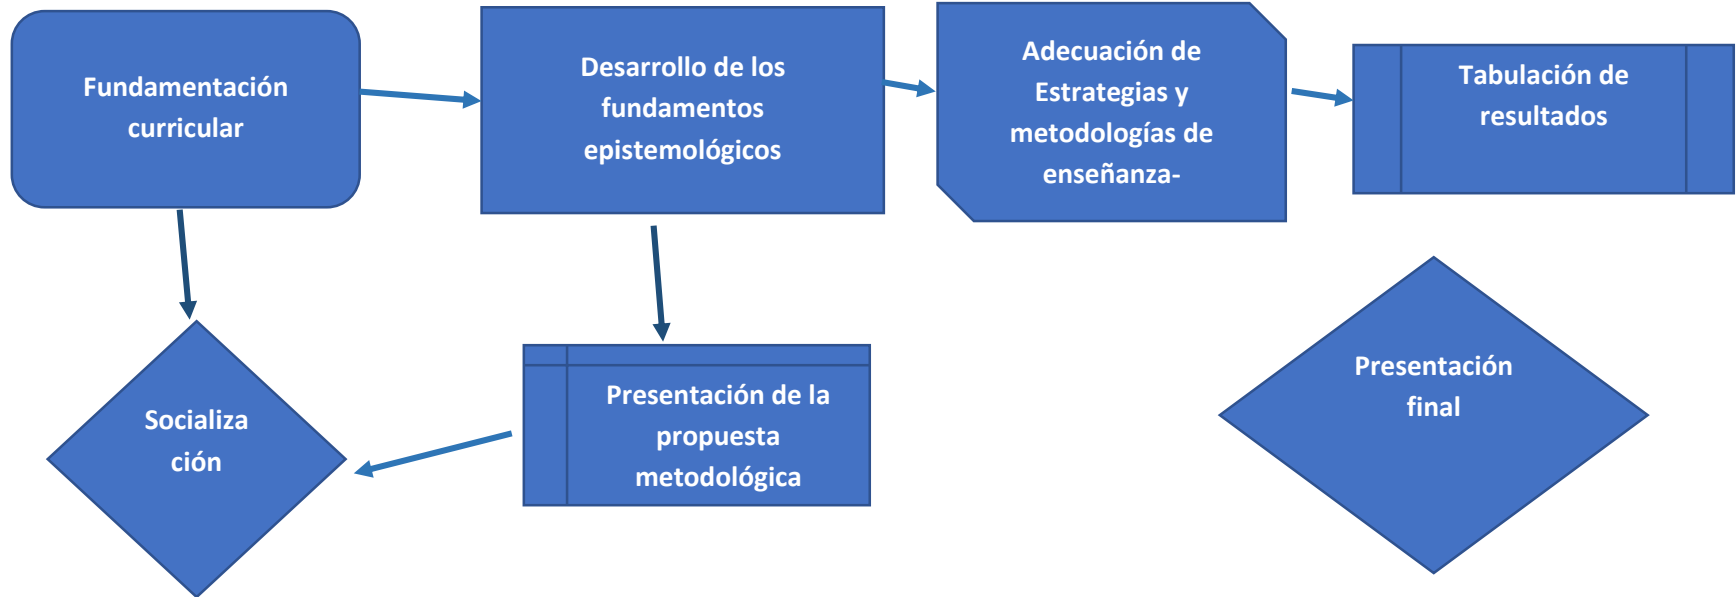 Fundamentación
curricular
Desarrollo de los
fundamentos
epistemológicos
Adecuación de
Estrategias y
metodologías de
enseñanza-
Tabulación de
resultados
Socializa
ción
Presentación de la
propuesta
metodológica
Presentación
final